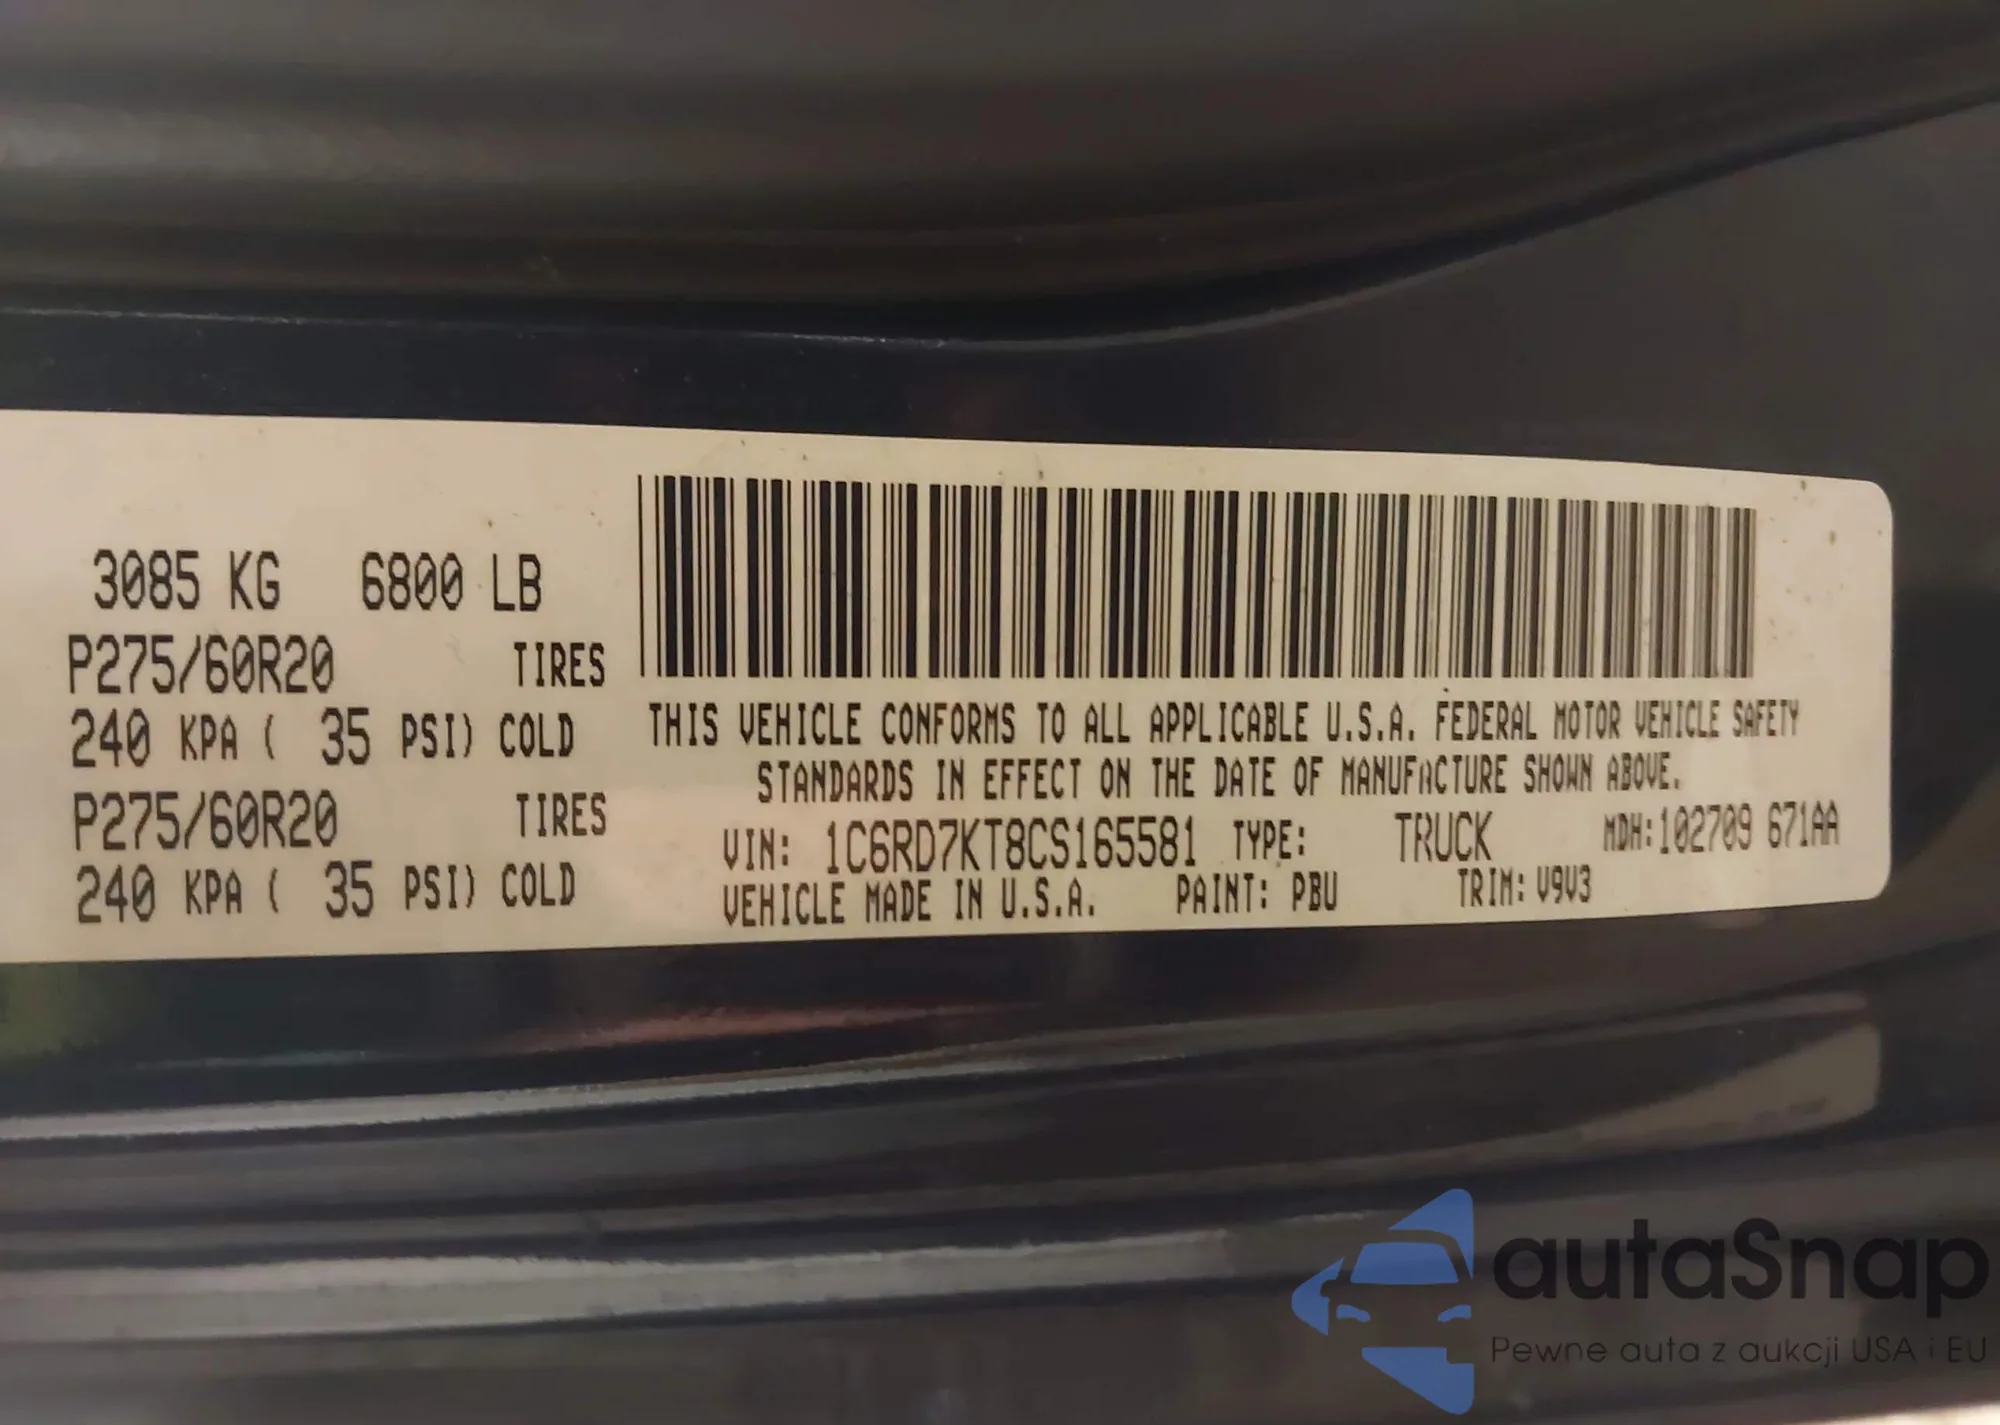 3085 KG 6800 LB
P275/60R20 TIRES
240 KPA ( 35 PSI) COLD
P275/60R20 TIRES
240 KPA ( 35 PSI) COLD
THIS VEHICLE CONFORMS TO ALL APPLICABLE U.S.A. FEDERAL MOTOR VEHICLE SAFETY
STANDARDS IN EFFECT ON THE DATE OF MANUFACTURE SHOWN ABOVE.
VIN: 1C6RD7KT8CS165581 TYPE: TRUCK MDH:102709 671AA
VEHICLE MADE IN U.S.A. PAINT: PBU TRIM: V9V3
autaSnap
Pewne auta z aukcji USA i EU